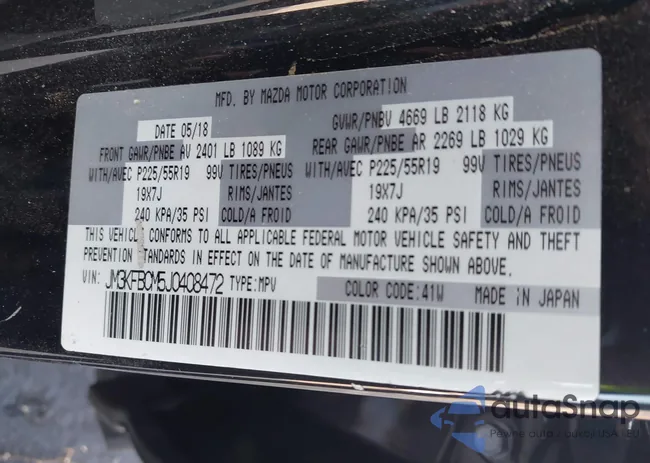 MFD. BY MAZDA MOTOR CORPORATION
DATE 05/18 GVWR/PNBV 4669 LB 2118 KG
FRONT GAWR/PNBE AV 2401 LB 1089 KG REAR GAWR/PNBE AR 2269 LB 1029 KG
WITH/AVEC P225/55R19 99V TIRES/PNEUS WITH/AVEC P225/55R19 99V TIRES/PNEUS
19X7J RIMS/JANTES 19X7J RIMS/JANTES
240 KPA/35 PSI COLD/A FROID 240 KPA/35 PSI COLD/A FROID
THIS VEHICLE CONFORMS TO ALL APPLICABLE FEDERAL MOTOR VEHICLE SAFETY AND THEFT
PREVENTION STANDARDS IN EFFECT ON THE DATE OF MANUFACTURE SHOWN ABOVE.
VIN: JM3KFBCM5J0408472 TYPE:MPV COLOR CODE:41W MADE IN JAPAN
autoSnap
Pewne auta z aukcji USA i EU